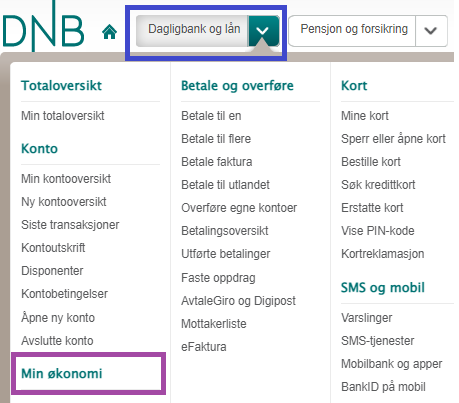 DNB
Dagligbank og lån
Pensjon og forsikring
Totaloversikt
Min totaloversikt
Konto
Min kontooversikt
Ny kontooversikt
Siste transaksjoner
Kontoutskrift
Disponenter
Kontobetingelser
Åpne ny konto
Avslutte konto
Min økonomi
Betale og overføre
Betale til en
Betale til flere
Betale faktura
Betale til utlandet
Overføre egne kontoer
Betalingsoversikt
Utførte betalinger
Faste oppdrag
AvtaleGiro og Digipost
Mottakerliste
eFaktura
Kort
Mine kort
Sperr eller åpne kort
Bestille kort
Søk kredittkort
Erstatte kort
Vise PIN-kode
Kortreklamasjon
SMS og mobil
Varslinger
SMS-tjenester
Mobilbank og apper
BankID på mobil